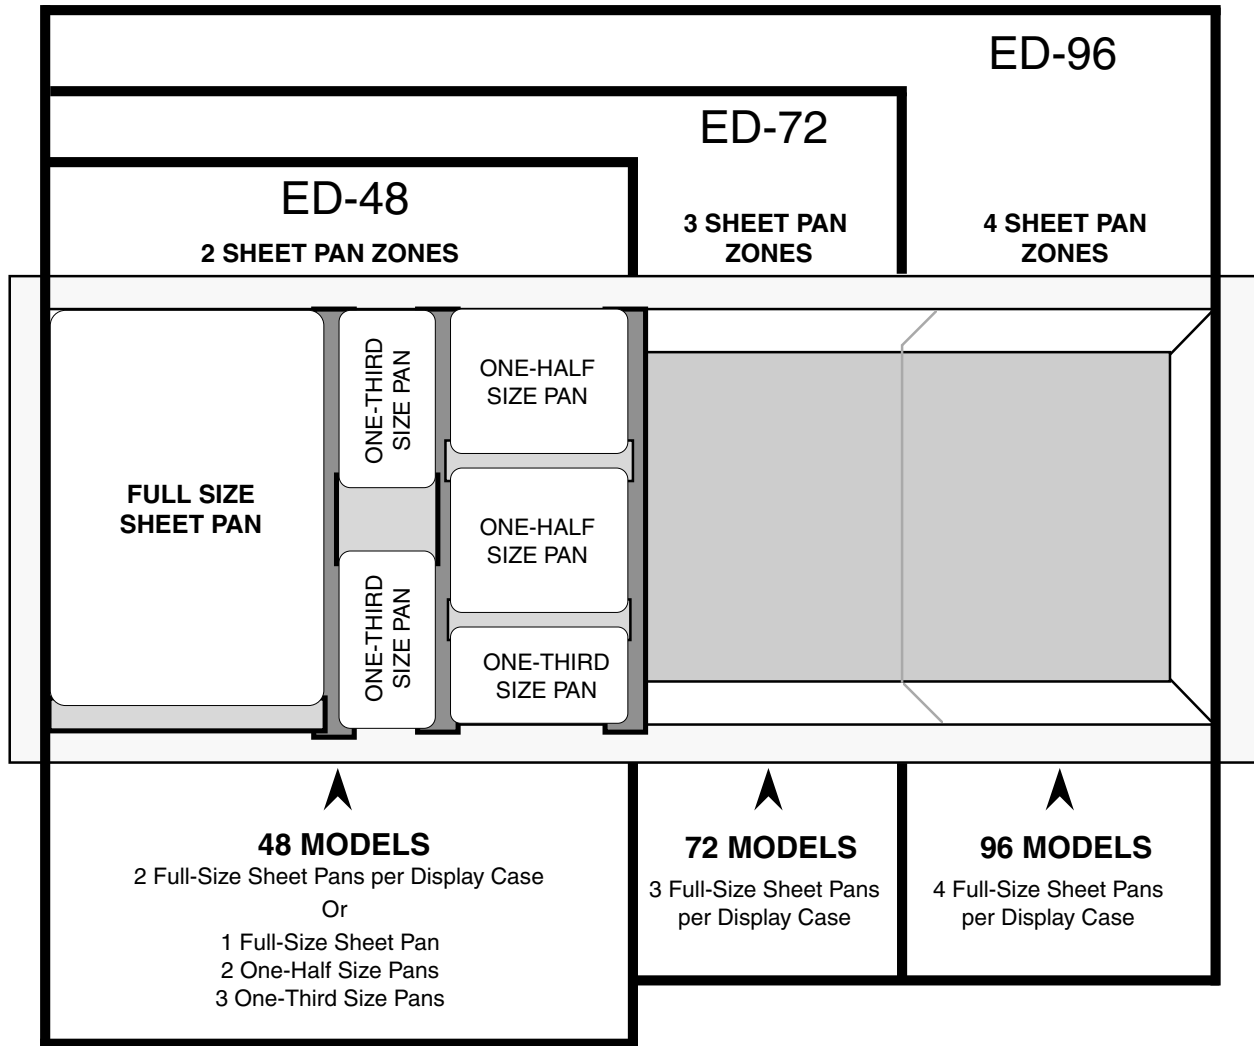 ED-96
ED-72
ED-48
2 SHEET PAN ZONES
3 SHEET PAN
ZONES
4 SHEET PAN
ZONES
FULL SIZE
SHEET PAN
ONE-THIRD
SIZE PAN
ONE-THIRD
SIZE PAN
ONE-HALF
SIZE PAN
ONE-HALF
SIZE PAN
ONE-THIRD
SIZE PAN
48 MODELS
2 Full-Size Sheet Pans per Display Case
Or
1 Full-Size Sheet Pan
2 One-Half Size Pans
3 One-Third Size Pans
72 MODELS
3 Full-Size Sheet Pans
per Display Case
96 MODELS
4 Full-Size Sheet Pans
per Display Case